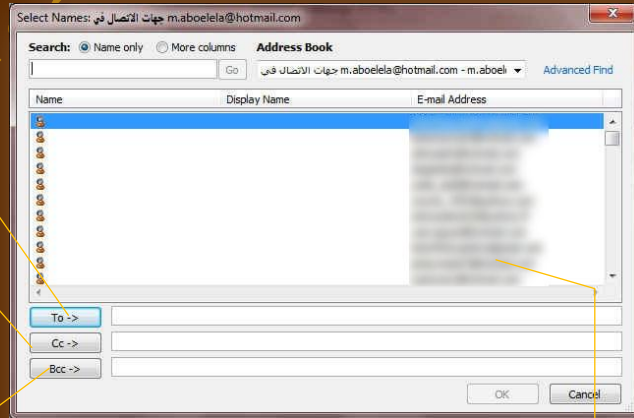 Select Names: جهات الاتصال في m.aboelela@hotmail.com
Search: Name only More columns Address Book
Go جهات الاتصال في m.aboelela@hotmail.com - m.aboel Advanced Find
Name Display Name E-mail Address
To ->
Cc ->
Bcc ->
OK Cancel